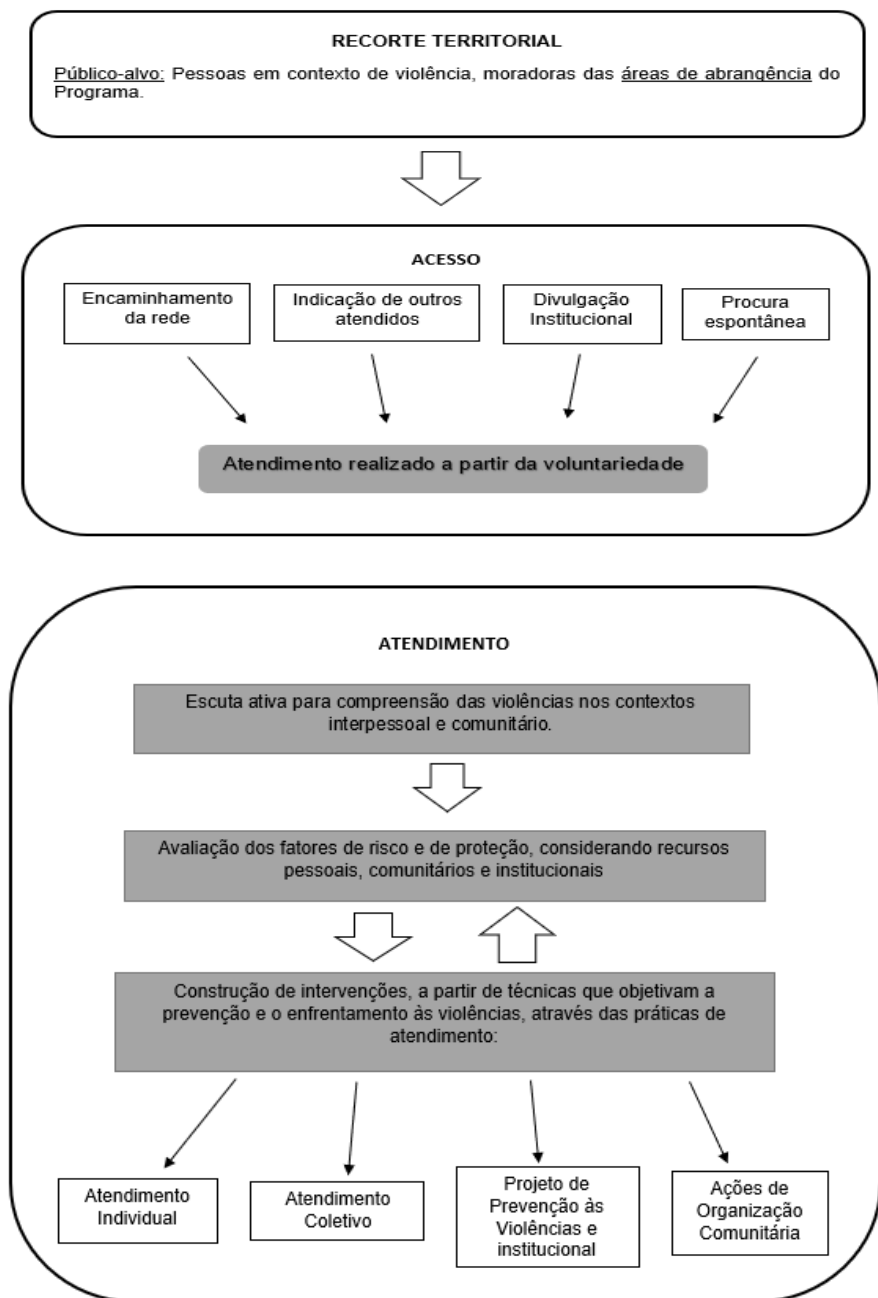 RECORTE TERRITORIAL
Público-alvo: Pessoas em contexto de violência, moradoras das áreas de abrangência do
Programa.
ACESSO
Encaminhamento
da rede
Indicação de outros
atendidos
Divulgação
Institucional
Procura
espontânea
Atendimento realizado a partir da voluntariedade
ATENDIMENTO
Escuta ativa para compreensão das violências nos contextos
interpessoal e comunitário.
Avaliação dos fatores de risco e de proteção, considerando recursos
pessoais, comunitários e institucionais
Construção de intervenções, a partir de técnicas que objetivam a
prevenção e o enfrentamento às violências, através das práticas de
atendimento:
Atendimento
Individual
Atendimento
Coletivo
Projeto de
Prevenção às
Violências e
institucional
Ações de
Organização
Comunitária